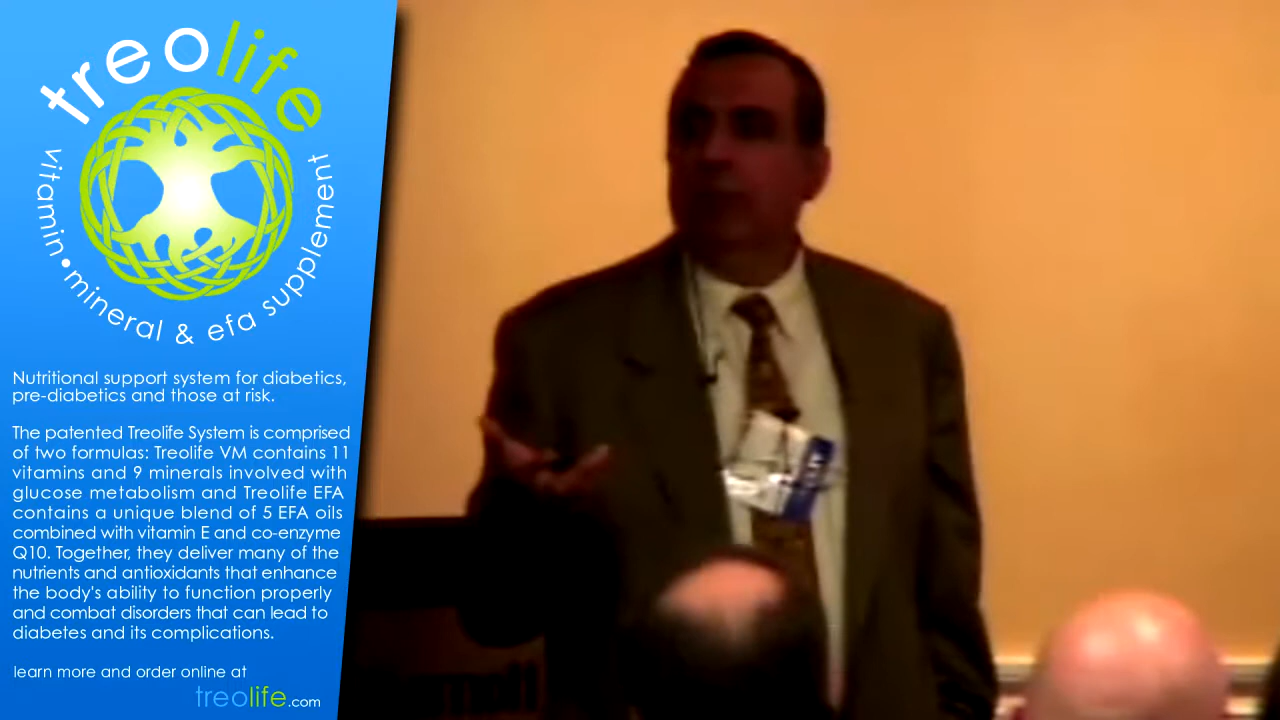 treolife
vitamin•mineral & efa supplement
Nutritional support system for diabetics,
pre-diabetics and those at risk.
The patented Treolife System is comprised
of two formulas: Treolife VM contains 11
vitamins and 9 minerals involved with
glucose metabolism and Treolife EFA
contains a unique blend of 5 EFA oils
combined with vitamin E and co-enzyme
Q10. Together, they deliver many of the
nutrients and antioxidants that enhance
the body's ability to function properly
and combat disorders that can lead to
diabetes and its complications.
learn more and order online at
treolife.com